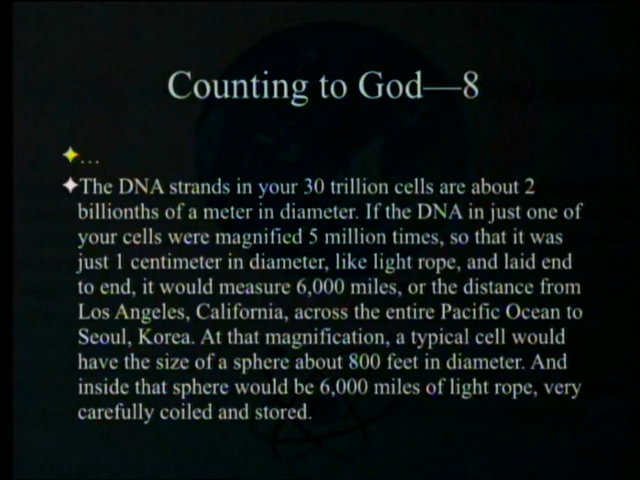 Counting to God—8
...
The DNA strands in your 30 trillion cells are about 2
billionths of a meter in diameter. If the DNA in just one of
your cells were magnified 5 million times, so that it was
just 1 centimeter in diameter, like light rope, and laid end
to end, it would measure 6,000 miles, or the distance from
Los Angeles, California, across the entire Pacific Ocean to
Seoul, Korea. At that magnification, a typical cell would
have the size of a sphere about 800 feet in diameter. And
inside that sphere would be 6,000 miles of light rope, very
carefully coiled and stored.